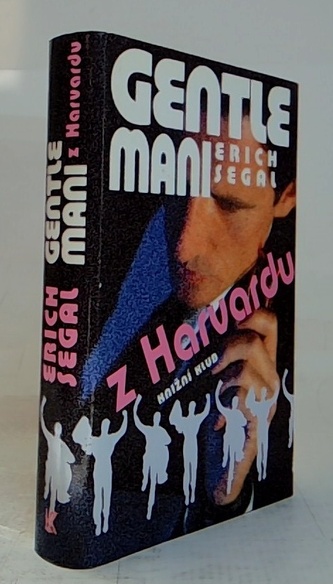 GENTLE
MANI
ERICH
SEGAL
z Harvardu
KNIŽNÍ KLUB
ERICH
SEGAL
GENTLE
MANI
z Harvardu